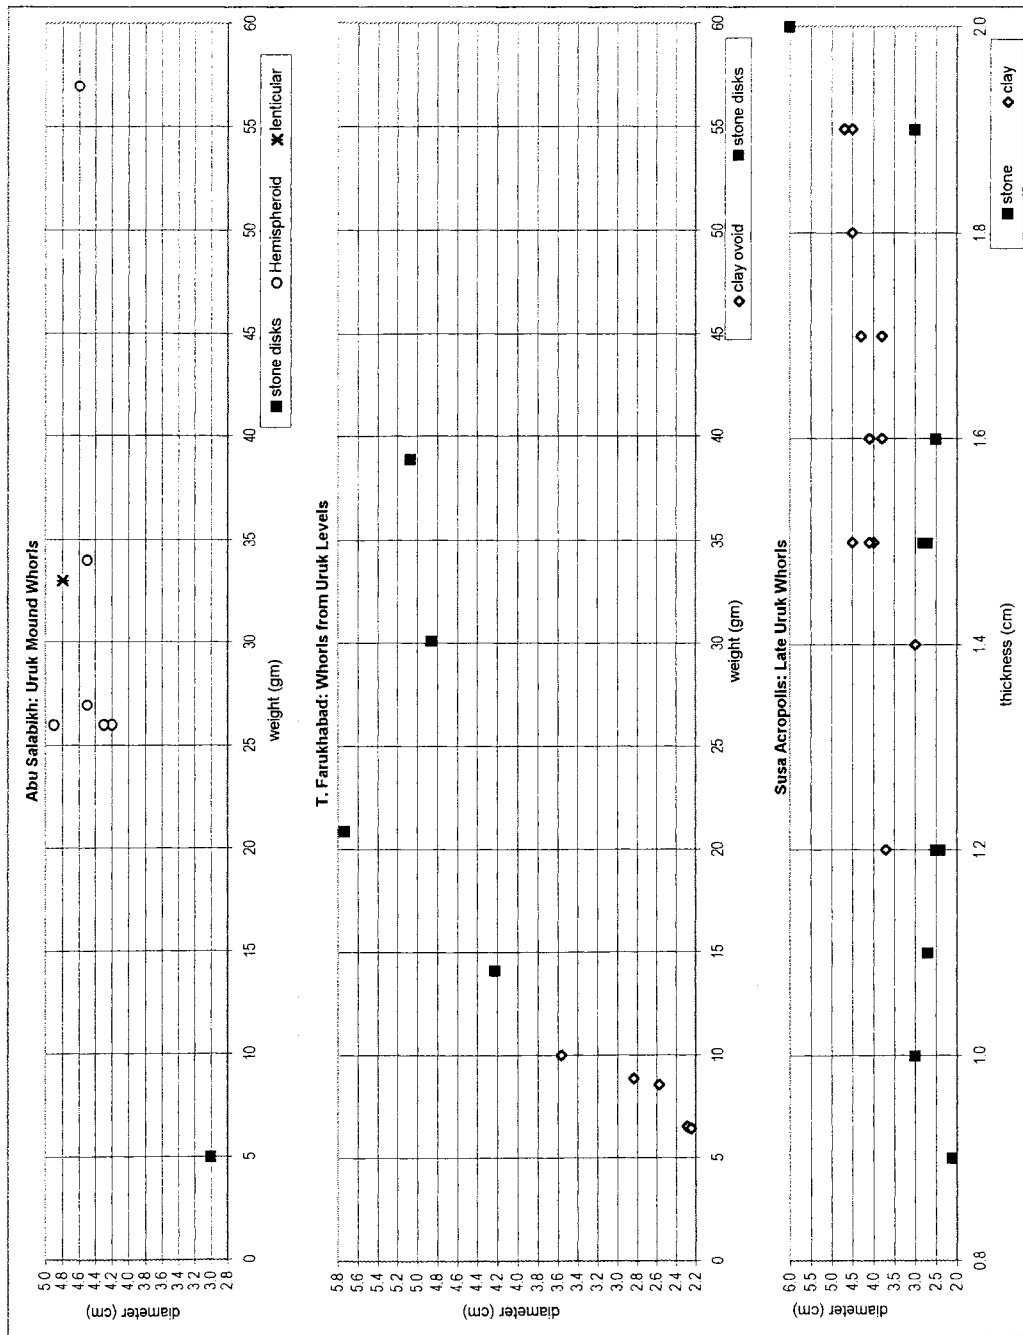 Abu Salabikh: Uruk Mound Whorls
diameter (cm)
5.0
4.8
4.6
4.4
4.2
4.0
3.8
3.6
3.4
3.2
3.0
2.8
0 5 10 15 20 25 30 35 40 45 50 55 60
weight (gm)
stone disks Hemispheroid lenticular
T. Farukhabad: Whorls from Uruk Levels
diameter (cm)
5.8
5.6
5.4
5.2
5.0
4.8
4.6
4.4
4.2
4.0
3.8
3.6
3.4
3.2
3.0
2.8
2.6
2.4
2.2
0 5 10 15 20 25 30 35 40 45 50 55 60
weight (gm)
clay ovoid stone disks
Susa Acropolis: Late Uruk Whorls
diameter (cm)
6.0
5.5
5.0
4.5
4.0
3.5
3.0
2.5
2.0
0.8 1.0 1.2 1.4 1.6 1.8 2.0
thickness (cm)
stone clay